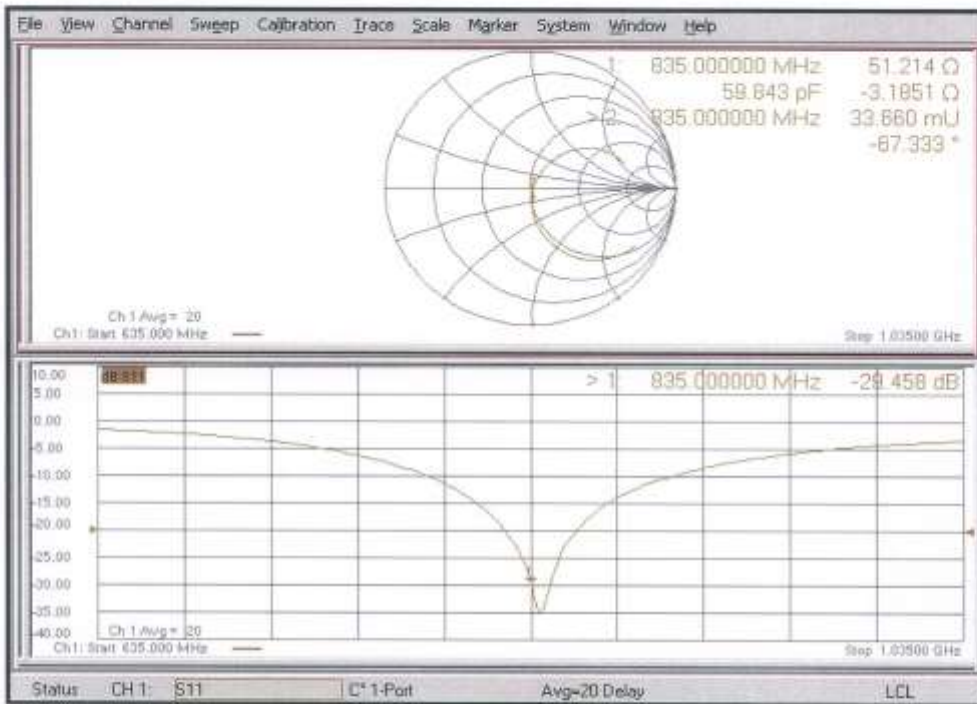 File View Channel Sweep Calibration Trace Scale Marker System Window Help
1: 835.000000 MHz 51.214 Ω
59.843 pF -3.1851 Ω
> 2: 835.000000 MHz 33.660 mU
-67.333 °
Ch 1 Avg = 20
Ch1: Start 635.000 MHz
Stop 1.03500 GHz
10.00
dB S11
> 1: 835.000000 MHz -29.458 dB
5.00
0.00
-5.00
-10.00
-15.00
-20.00
-25.00
-30.00
-35.00
-40.00
Ch 1 Avg = 20
Ch1: Start 635.000 MHz
Stop 1.03500 GHz
Status CH 1: S11 C* 1-Port Avg=20 Delay LCL